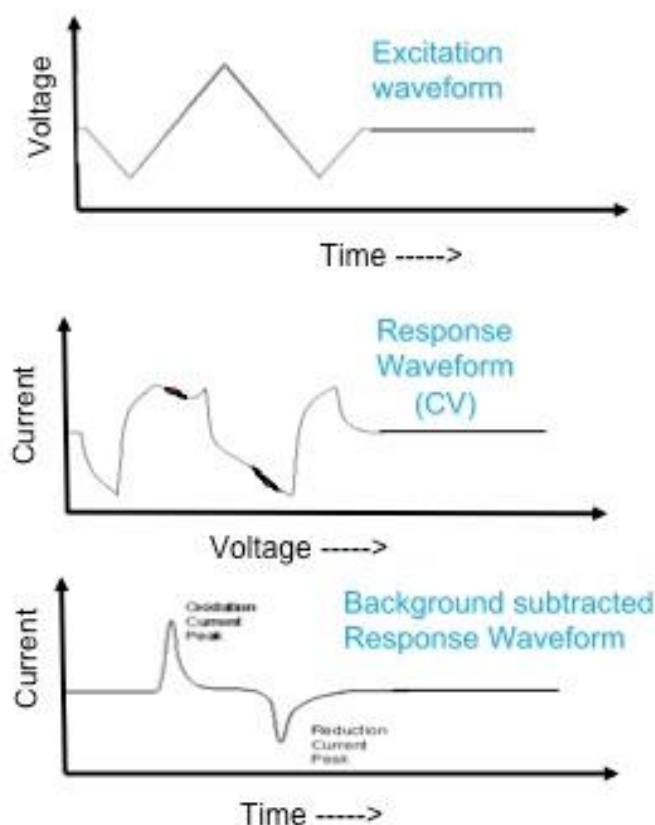 Voltage
Excitation
waveform
Time ----->
Current
Response
Waveform
(CV)
Voltage ----->
Current
Oxidation
Current
Peak
Background subtracted
Response Waveform
Reduction
Current
Peak
Time ----->